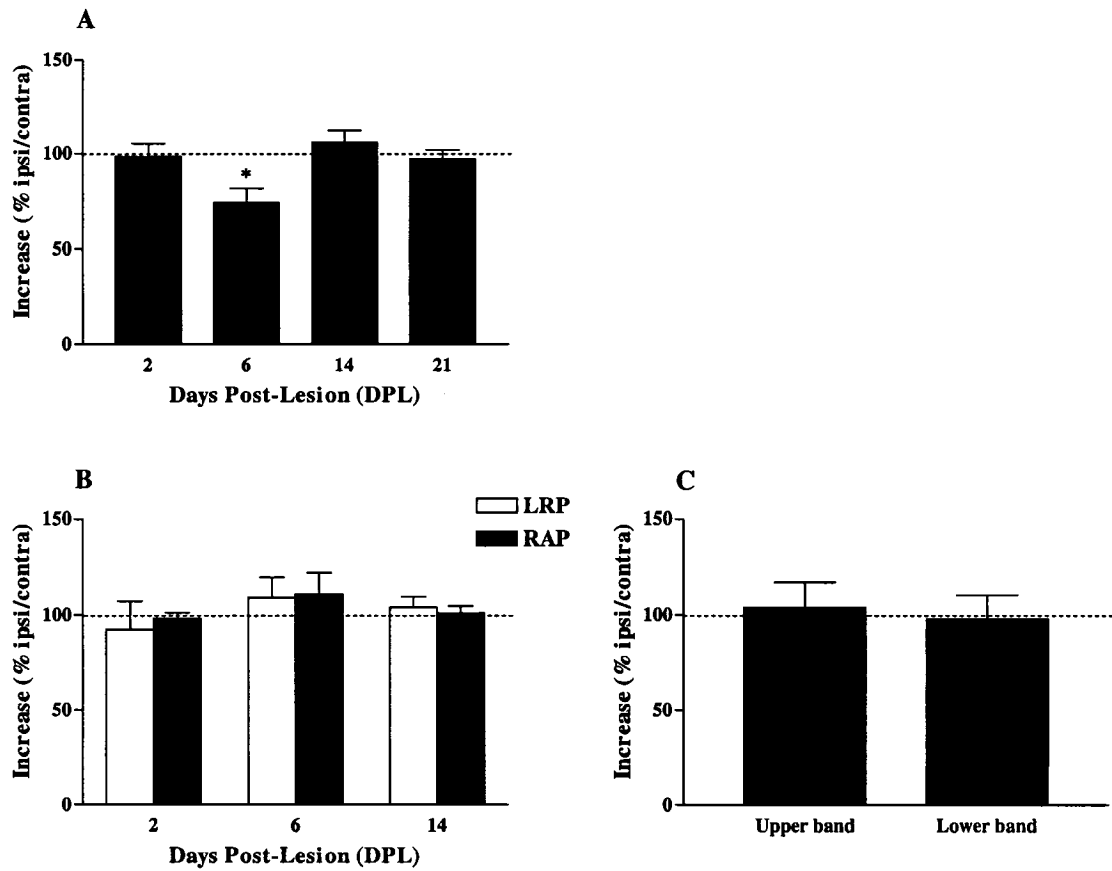 A
Increase (% ipsi/contra)
150
100
50
0
*
2 6 14 21
Days Post-Lesion (DPL)
B
LRP
RAP
Increase (% ipsi/contra)
150
100
50
0
2 6 14
Days Post-Lesion (DPL)
C
Increase (% ipsi/contra)
150
100
50
0
Upper band Lower band